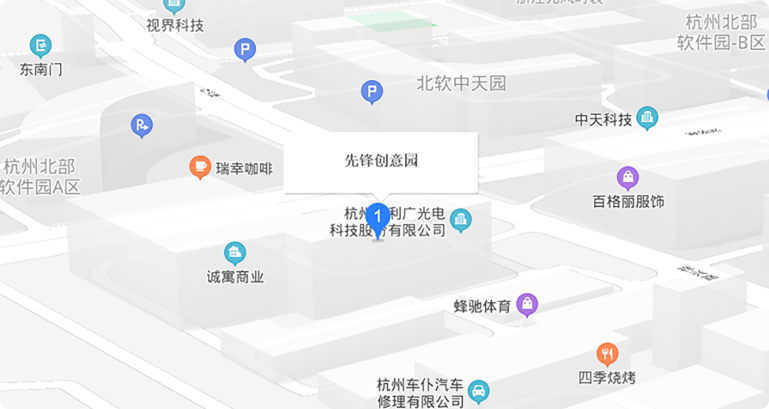 视界科技
杭州北部
软件园-B区
东南门
P
P
北软中天园
中天科技
P
先锋创意园
杭州北部
软件园A区
瑞幸咖啡
百格丽服饰
1
利广光电
科技股
有限公司
诚寓商业
蜂驰体育
四季烧烤
杭州车仆汽车
修理有限公司